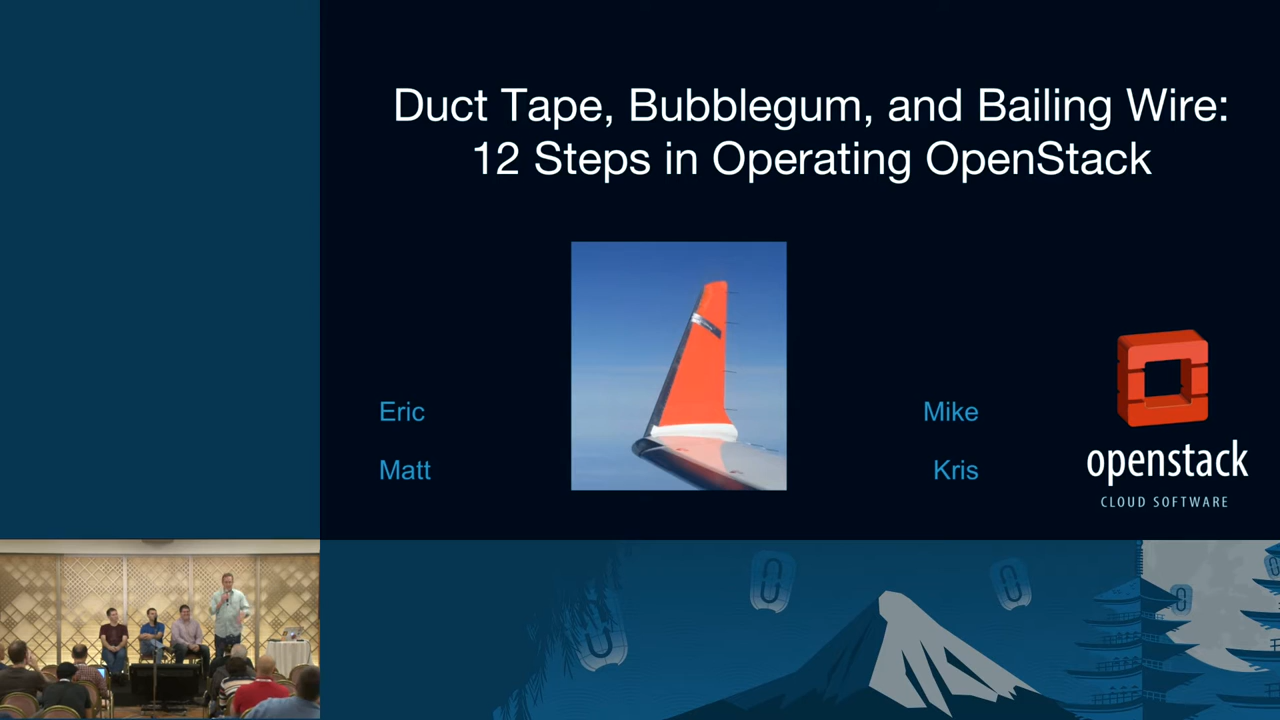 Duct Tape, Bubblegum, and Bailing Wire:
12 Steps in Operating OpenStack
Eric
Mike
Matt
Kris
openstack
CLOUD SOFTWARE